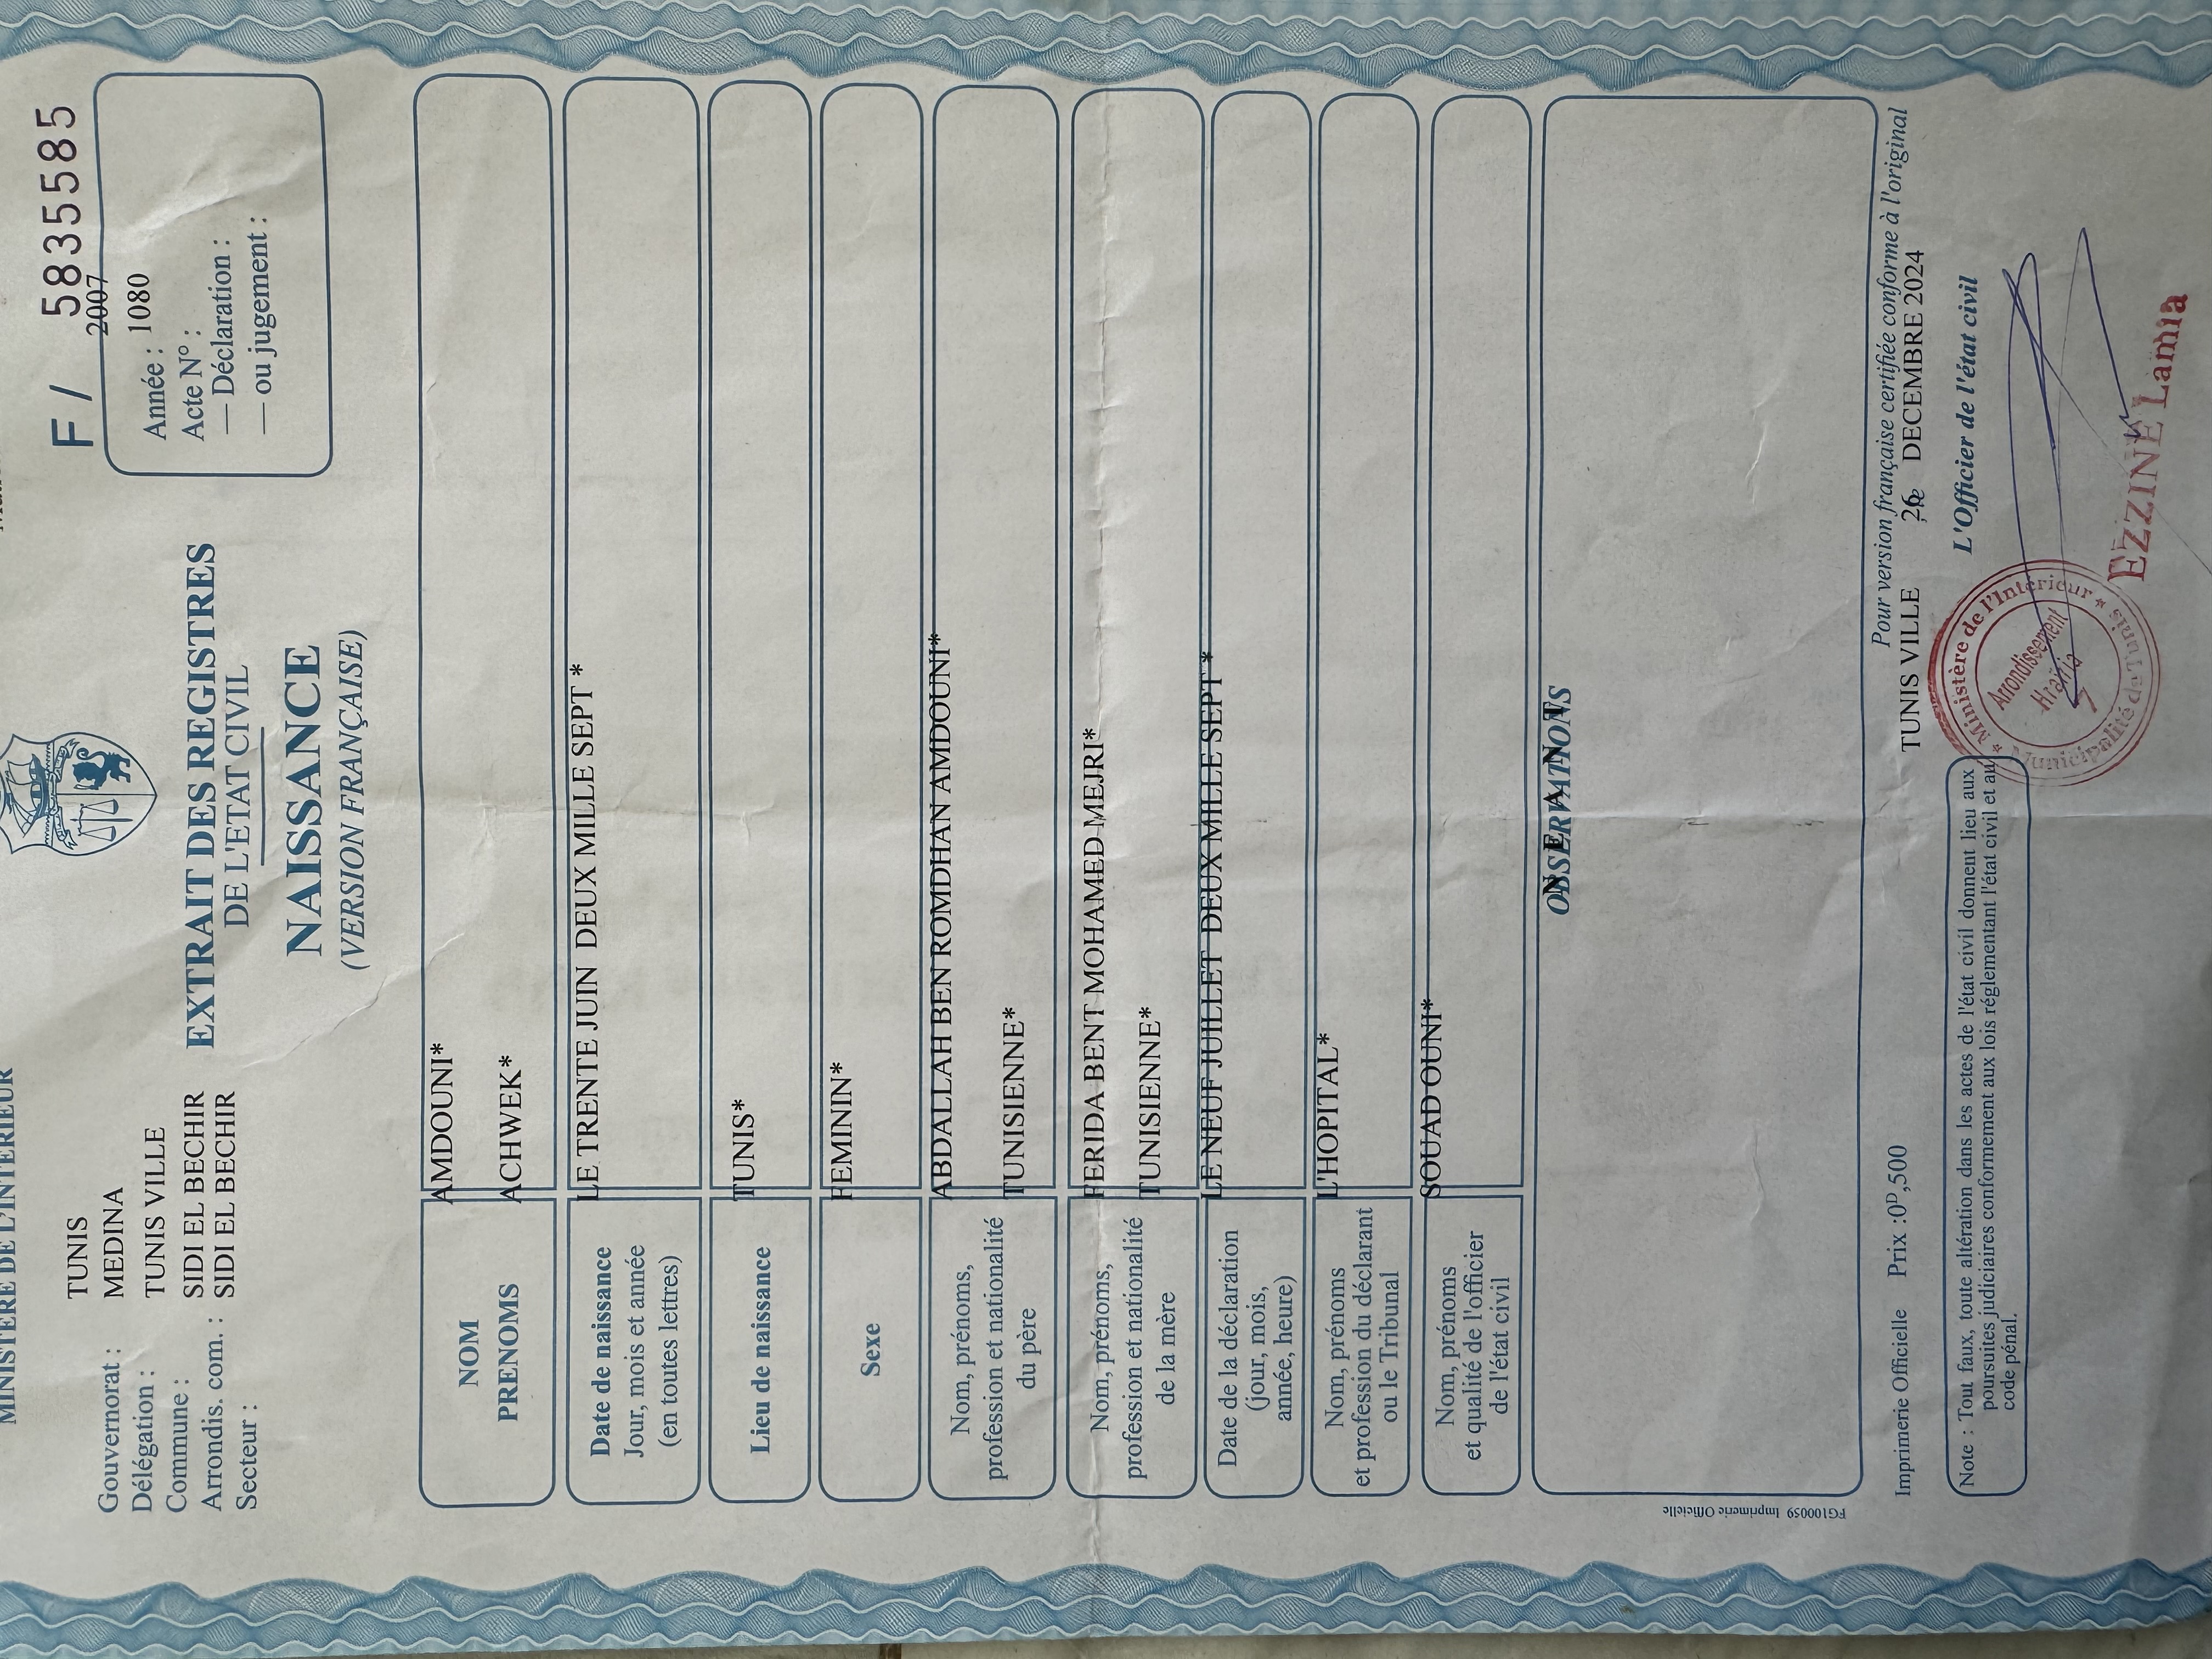 MINISTERE DE L'INTERIEUR
F / 5835585
Gouvernorat : TUNIS
Délégation : MEDINA
Commune : TUNIS VILLE
Arrondis. com. : SIDI EL BECHIR
Secteur : SIDI EL BECHIR
2007
Année : 1080
Acte N° :
— Déclaration :
— ou jugement :
EXTRAIT DES REGISTRES
DE L'ETAT CIVIL
NAISSANCE
(VERSION FRANÇAISE)
NOM AMDOUNI*
PRENOMS ACHWEK*
Date de naissance LE TRENTE JUIN DEUX MILLE SEPT *
Jour, mois et année
(en toutes lettres)
Lieu de naissance TUNIS*
Sexe FEMININ*
Nom, prénoms, ABDALLAH BEN ROMDHAN AMDOUNI*
profession et nationalité
du père TUNISIENNE*
Nom, prénoms, FERIDA BENT MOHAMED MEJRI*
profession et nationalité
de la mère TUNISIENNE*
Date de la déclaration LE NEUF JUILLET DEUX MILLE SEPT *
(jour, mois,
année, heure)
Nom, prénoms L'HOPITAL*
et profession du déclarant
ou le Tribunal
Nom, prénoms SOUAD OUNI*
et qualité de l'officier
de l'état civil
OBSERVATIONS
N E A N T
FG100059 Imprimerie Officielle
Imprimerie Officielle Prix :0D,500
Pour version française certifiée conforme à l'original
TUNIS VILLE le 26 DECEMBRE 2024
L'Officier de l'état civil
Note : Tout faux, toute altération dans les actes de l'état civil donnent lieu aux
poursuites judiciaires conformement aux lois réglementant l'état civil et au
code pénal.
Ministère de l'Intérieur
Municipalité de Tunis
Arrondissement
Hraïria
7
EZZINE Lamia